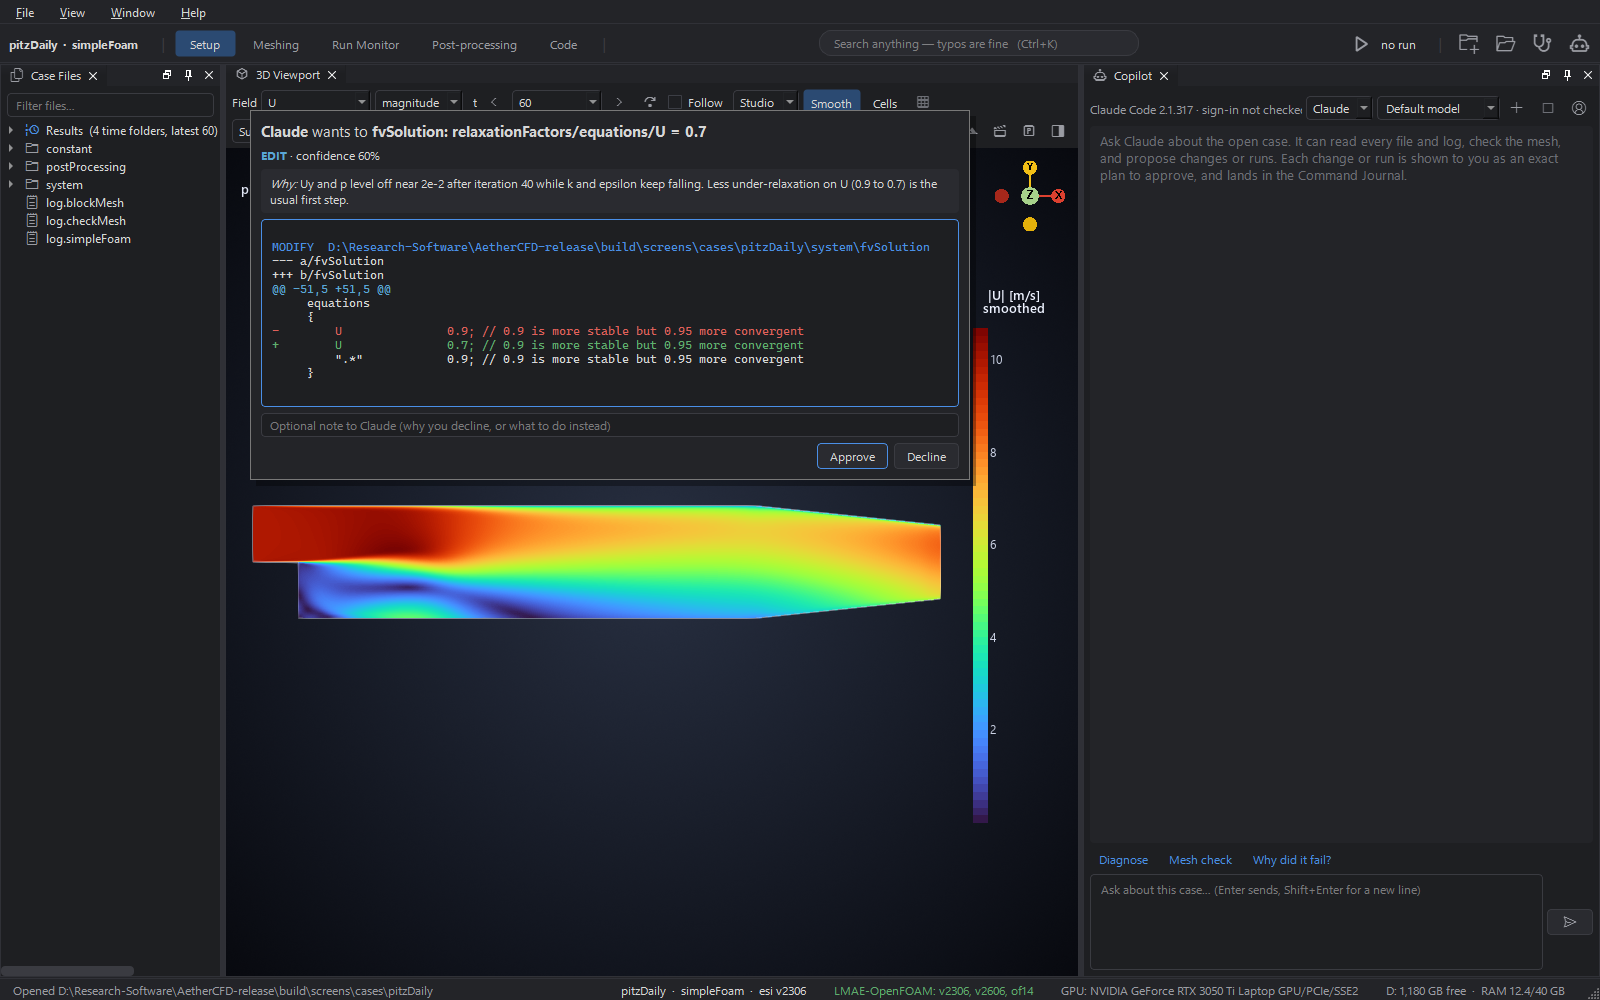 File View Window Help
pitzDaily · simpleFoam Setup Meshing Run Monitor Post-processing Code Search anything — typos are fine (Ctrl+K) no run
Case Files
Filter files...
Results (4 time folders, latest 60)
constant
postProcessing
system
log.blockMesh
log.checkMesh
log.simpleFoam
3D Viewport
Field U magnitude t 60 Follow Studio Smooth Cells
Su
p
Claude wants to fvSolution: relaxationFactors/equations/U = 0.7
EDIT · confidence 60%
Why: Uy and p level off near 2e-2 after iteration 40 while k and epsilon keep falling. Less under-relaxation on U (0.9 to 0.7) is the
usual first step.
MODIFY D:\Research-Software\AetherCFD-release\build\screens\cases\pitzDaily\system\fvSolution
--- a/fvSolution
+++ b/fvSolution
@@ -51,5 +51,5 @@
equations
{
- U 0.9; // 0.9 is more stable but 0.95 more convergent
+ U 0.7; // 0.9 is more stable but 0.95 more convergent
".*" 0.9; // 0.9 is more stable but 0.95 more convergent
}
Optional note to Claude (why you decline, or what to do instead)
Approve Decline
Y
Z X
|U| [m/s]
smoothed
10
8
6
4
2
Copilot
Claude Code 2.1.317 · sign-in not checked Claude Default model
Ask Claude about the open case. It can read every file and log, check the mesh,
and propose changes or runs. Each change or run is shown to you as an exact
plan to approve, and lands in the Command Journal.
Diagnose Mesh check Why did it fail?
Ask about this case... (Enter sends, Shift+Enter for a new line)
Opened D:\Research-Software\AetherCFD-release\build\screens\cases\pitzDaily pitzDaily · simpleFoam · esi v2306 LMAE-OpenFOAM: v2306, v2606, of14 GPU: NVIDIA GeForce RTX 3050 Ti Laptop GPU/PCIe/SSE2 D: 1,180 GB free · RAM 12.4/40 GB